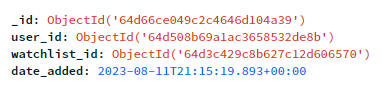 _id: ObjectId('64d66ce049c2c4646d104a39')
user_id: ObjectId('64d508b69a1ac3658532de8b')
watchlist_id: ObjectId('64d3c429c8b627c12d606570')
date_added: 2023-08-11T21:15:19.893+00:00